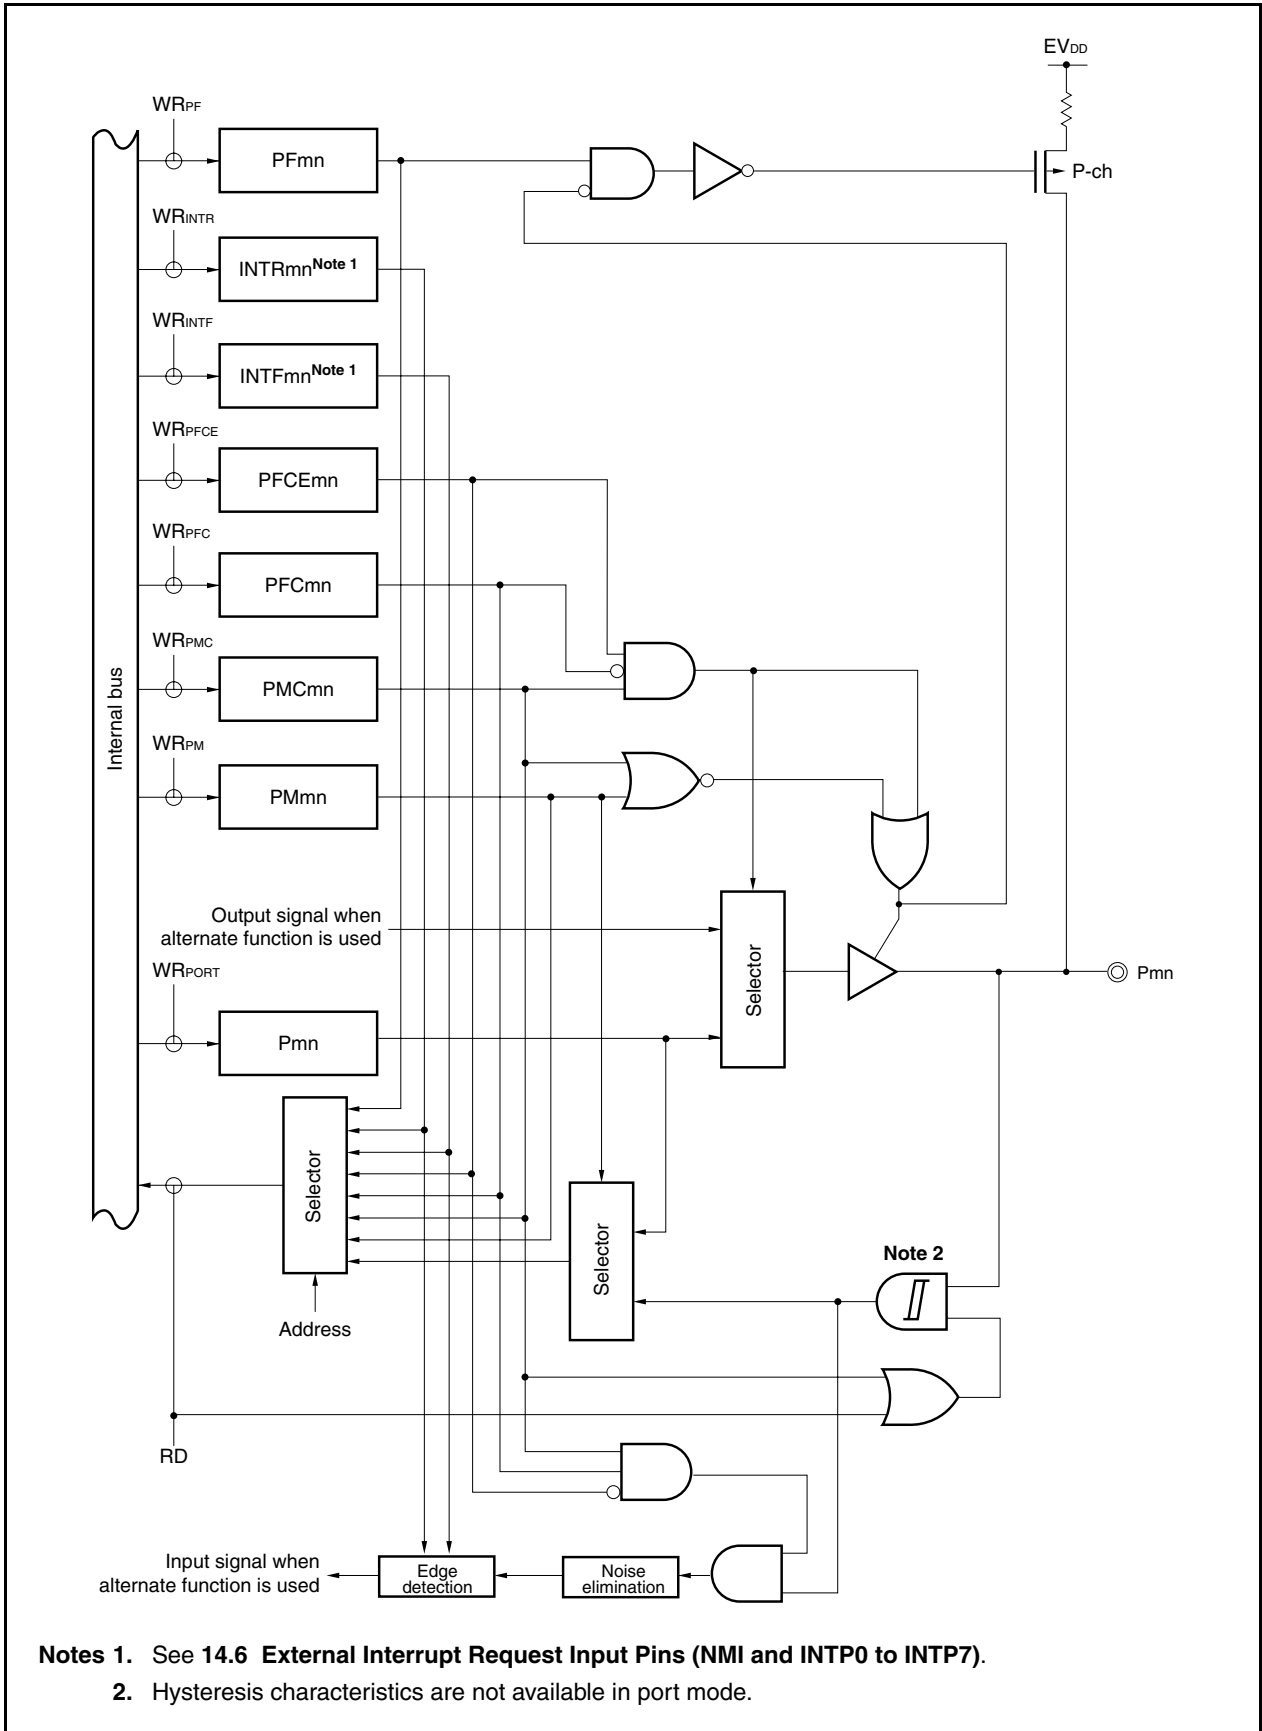 EVDD
WRPF
PFmn
P-ch
WRINTR
INTRmnNote 1
WRINTF
INTFmnNote 1
WRPFCE
PFCEmn
WRPFC
PFCmn
WRPMC
PMCmn
Internal bus
WRPM
PMmn
Output signal when
alternate function is used
Selector
WRPORT
Pmn
Pmn
Selector
Selector
Note 2
Address
RD
Input signal when
alternate function is used
Edge
detection
Noise
elimination
Notes 1. See 14.6 External Interrupt Request Input Pins (NMI and INTP0 to INTP7).
2. Hysteresis characteristics are not available in port mode.